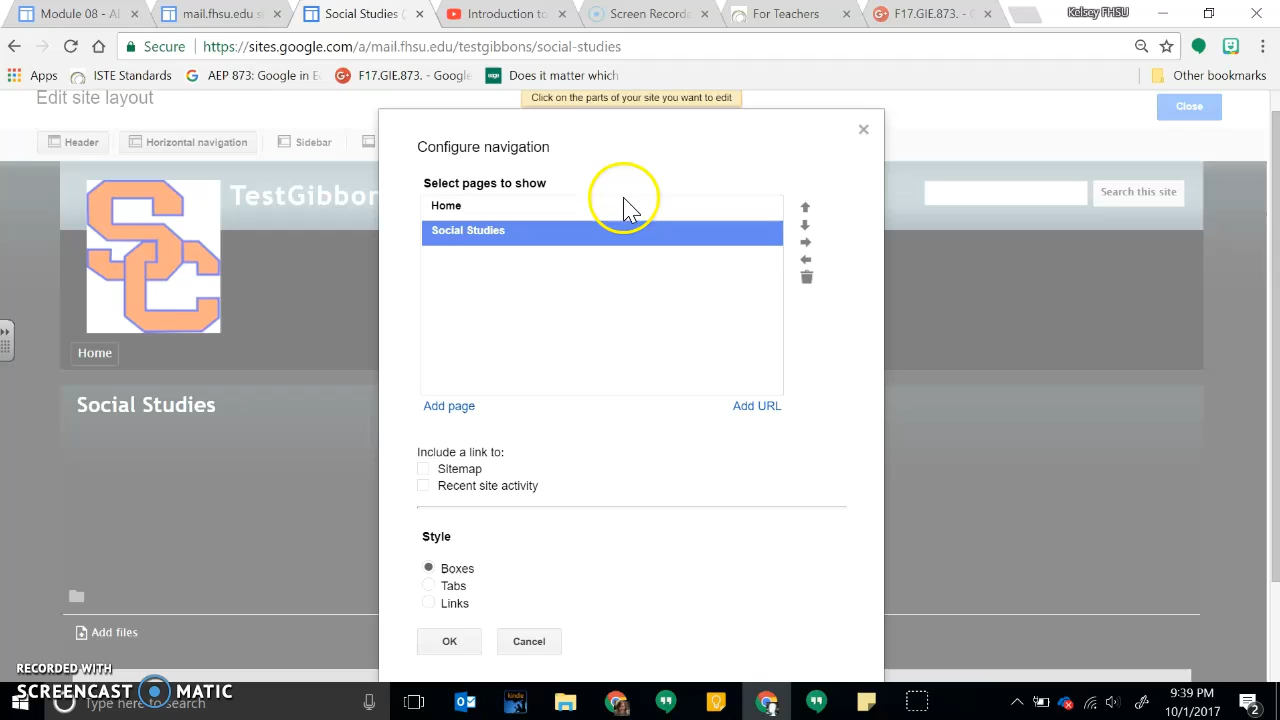 Module 08 - AL
mail.fhsu.edu si
Social Studies (
Introduction to
Screen Recorde
For Teachers
F17.GIE.873. - G
Kelsey FHSU
Secure
https://sites.google.com/a/mail.fhsu.edu/testgibbons/social-studies
Apps
ISTE Standards
AEP 873: Google in E
F17.GIE.873. - Google
Does it matter which
Other bookmarks
Edit site layout
Click on the parts of your site you want to edit
Close
Header
Horizontal navigation
Sidebar
TestGibbon
Search this site
SC
Home
Social Studies
Add files
Configure navigation
Select pages to show
Home
Social Studies
Add page
Add URL
Include a link to:
Sitemap
Recent site activity
Style
Boxes
Tabs
Links
OK
Cancel
RECORDED WITH
SCREENCAST MATIC
Type here to search
kindle
9:39 PM
10/1/2017
2